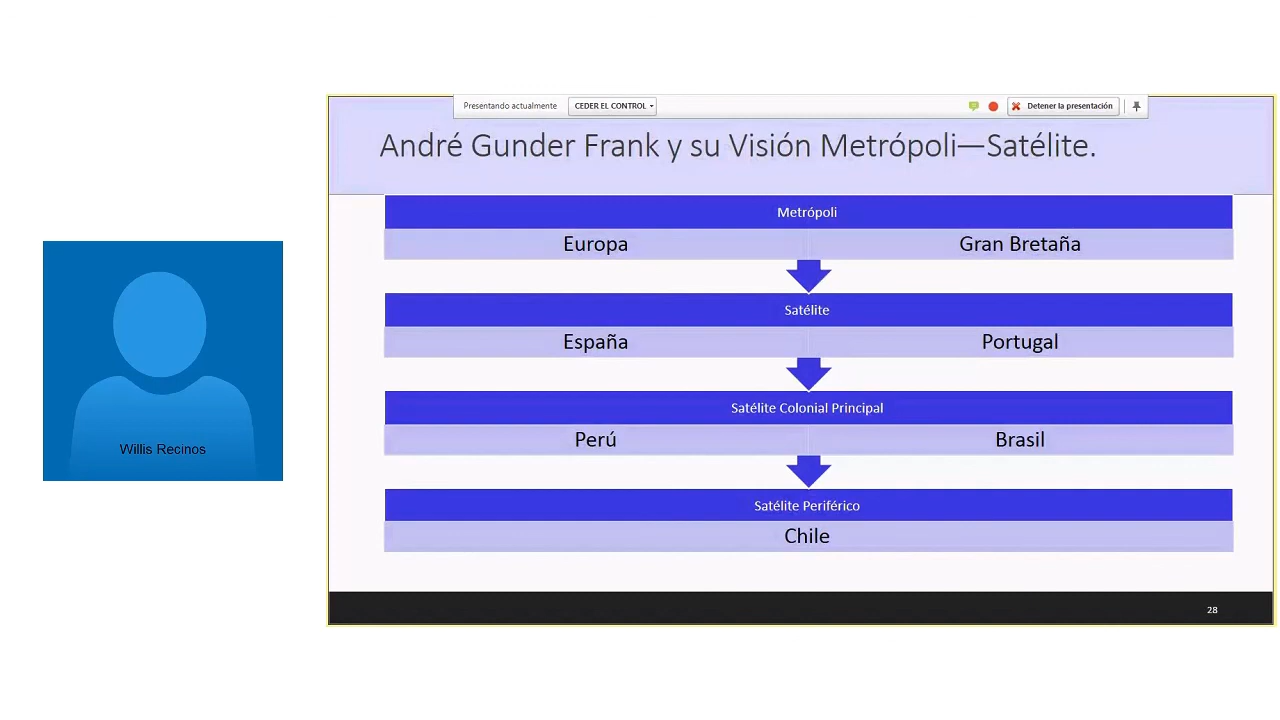 Presentando actualmente CEDER EL CONTROL Detener la presentación
André Gunder Frank y su Visión Metrópoli—Satélite.
Metrópoli
Europa Gran Bretaña
Satélite
España Portugal
Satélite Colonial Principal
Perú Brasil
Satélite Periférico
Chile
28
Willis Recinos